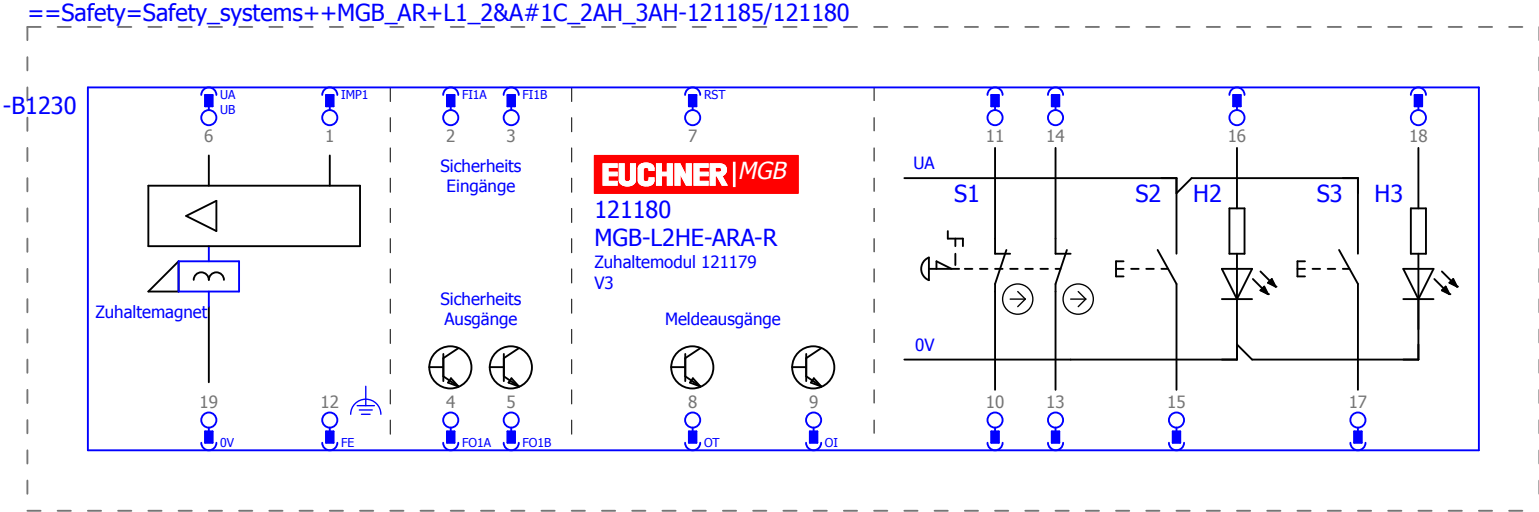 ==Safety=Safety_systems++MGB_AR+L1_2&A#1C_2AH_3AH-121185/121180
-B1230
UA
UB
IMP1
FI1A
FI1B
RST
6
1
2
3
7
11
14
16
18
Sicherheits
Eingänge
EUCHNER|MGB
121180
MGB-L2HE-ARA-R
Zuhaltemodul 121179
V3
UA
S1
S2
H2
S3
H3
E
E
Zuhaltemagnet
Sicherheits
Ausgänge
Meldeausgänge
0V
19
12
4
5
8
9
10
13
15
17
0V
FE
FO1A
FO1B
OT
OI